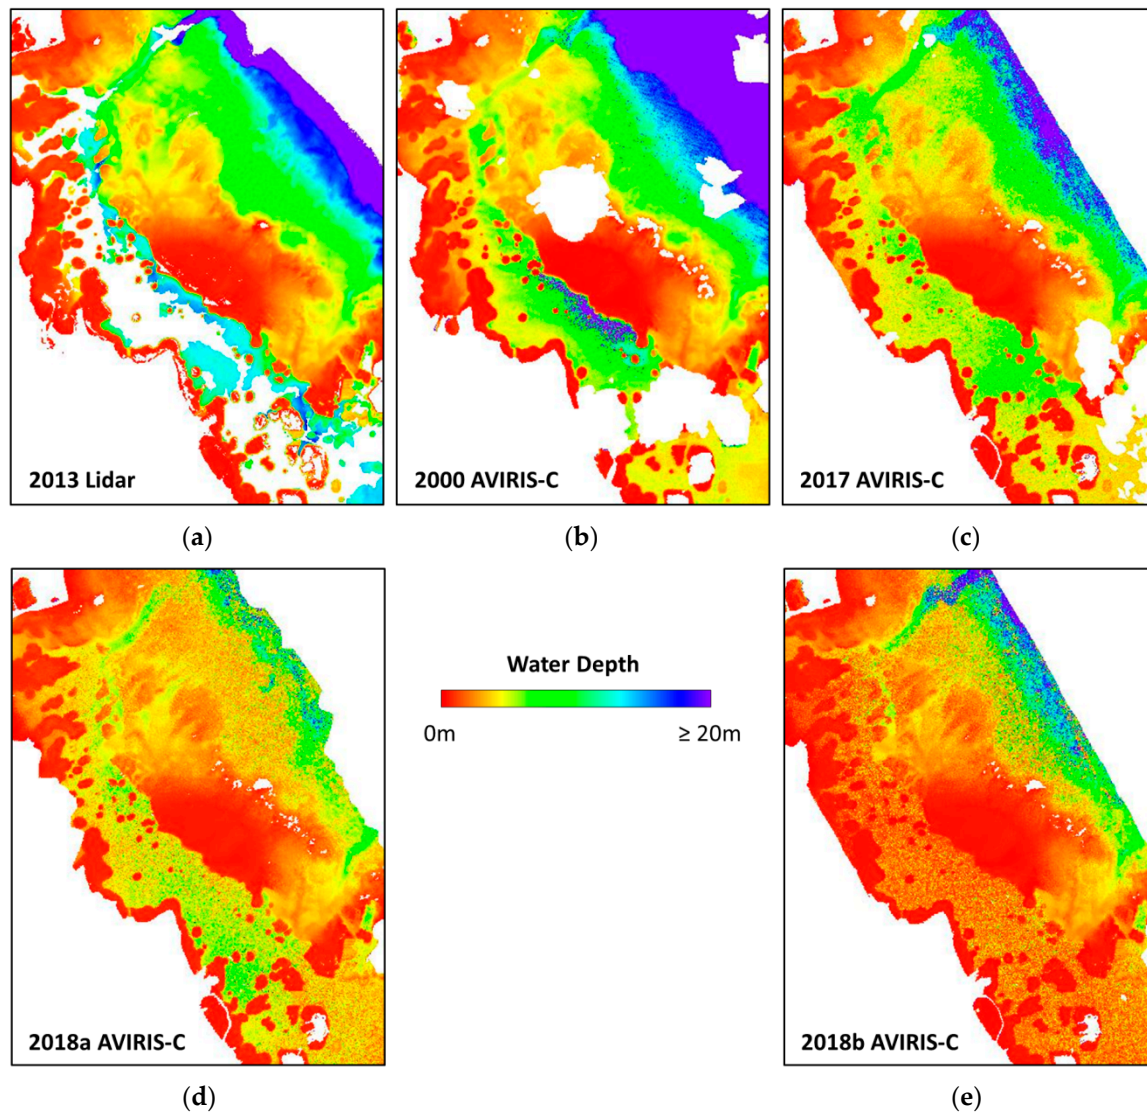 2013 Lidar
2000 AVIRIS-C
2017 AVIRIS-C
(a)
(b)
(c)
Water Depth
0m
≥ 20m
2018a AVIRIS-C
2018b AVIRIS-C
(d)
(e)